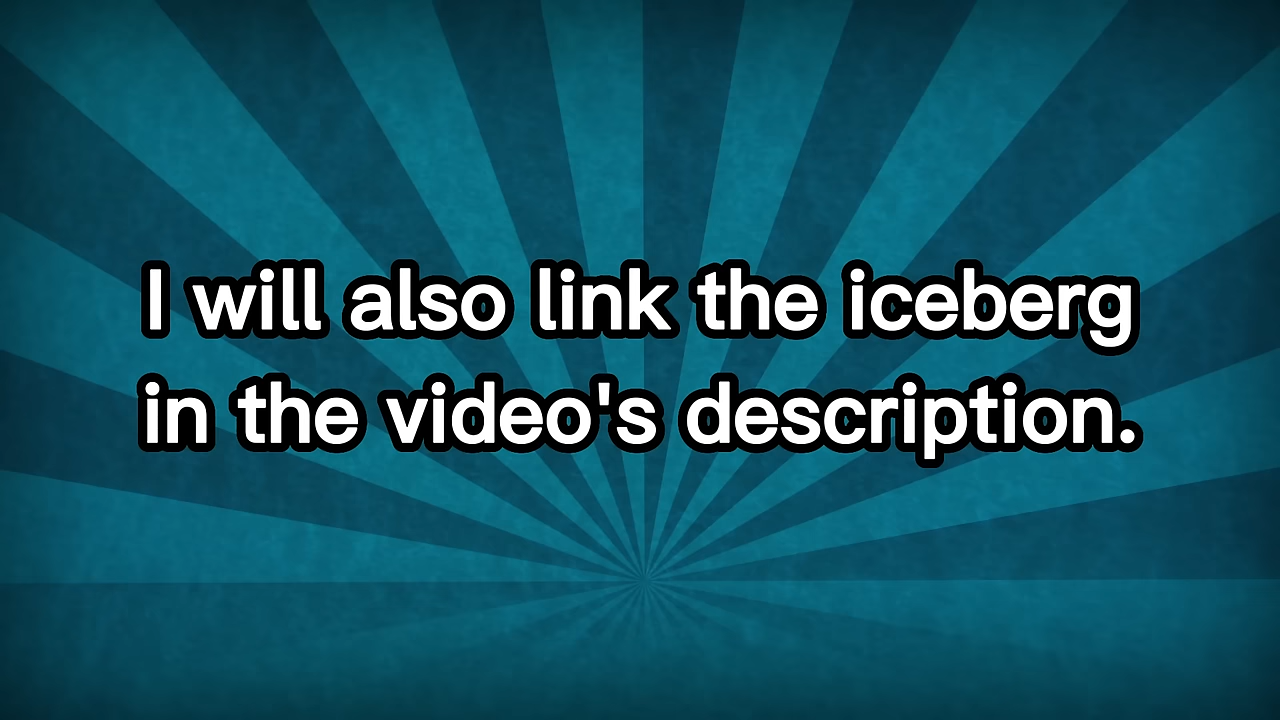 I will also link the iceberg
in the video's description.